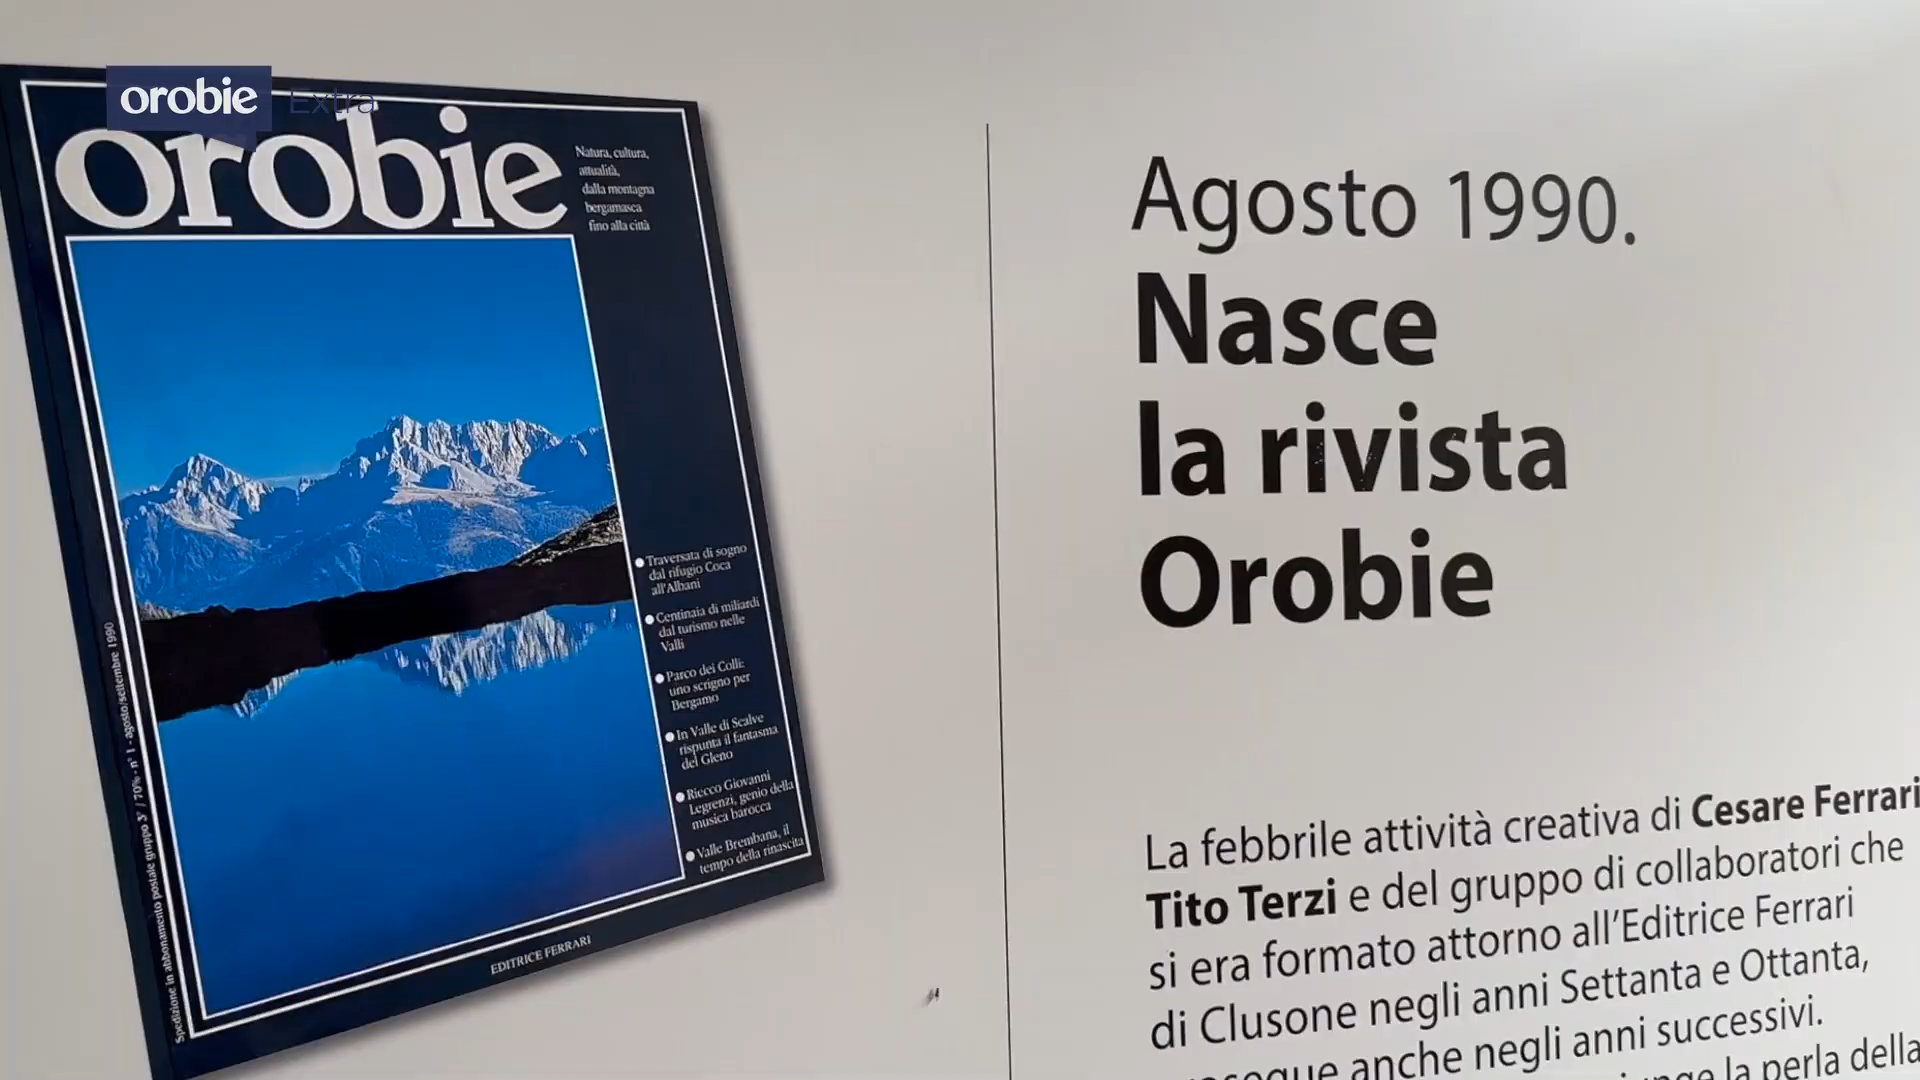 orobie Extra
orobie
Natura, cultura,
attualità,
dalla montagna
bergamasca
fino alla città
Traversata di sogno
dal rifugio Coca
all'Albani
Centinaia di miliardi
dal turismo nelle
Valli
Parco dei Colli:
uno scrigno per
Bergamo
In Valle di Scalve
rispunta il fantasma
del Gleno
Riecco Giovanni
Legrenzi, genio della
musica barocca
Valle Brembana, il
tempo della rinascita
Spedizione in abbonamento postale gruppo 3° / 70% - n° 1 - agosto/settembre 1990
EDITRICE FERRARI
Agosto 1990.
Nasce
la rivista
Orobie
La febbrile attività creativa di Cesare Ferrari
Tito Terzi e del gruppo di collaboratori che
si era formato attorno all'Editrice Ferrari
di Clusone negli anni Settanta e Ottanta,
anche negli anni successivi.
la perla della